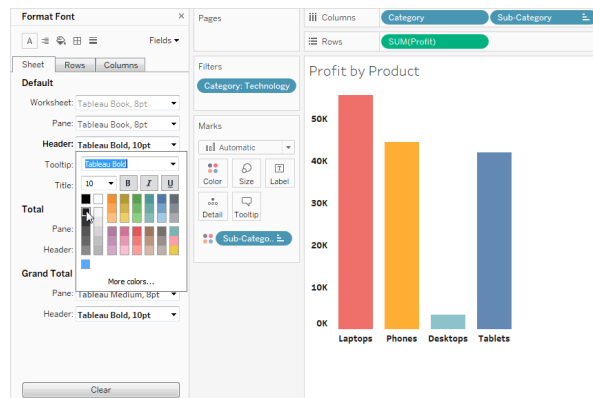 Format Font ×
A Fields ▾
Sheet Rows Columns
Default
Worksheet: Tableau Book, 8pt
Pane: Tableau Book, 8pt
Header: Tableau Bold, 10pt
Tooltip: Tableau Bold
Title: 10 B I U
Total
Pane:
Header:
Grand Total
More colors...
Pane: Tableau Medium, 8pt
Header: Tableau Bold, 10pt
Clear
Pages
Filters
Category: Technology
Marks
Automatic
Color Size Label
Detail Tooltip
Sub-Catego..
Columns Category Sub-Category
Rows SUM(Profit)
Profit by Product
50K
40K
30K
20K
10K
0K
Laptops Phones Desktops Tablets